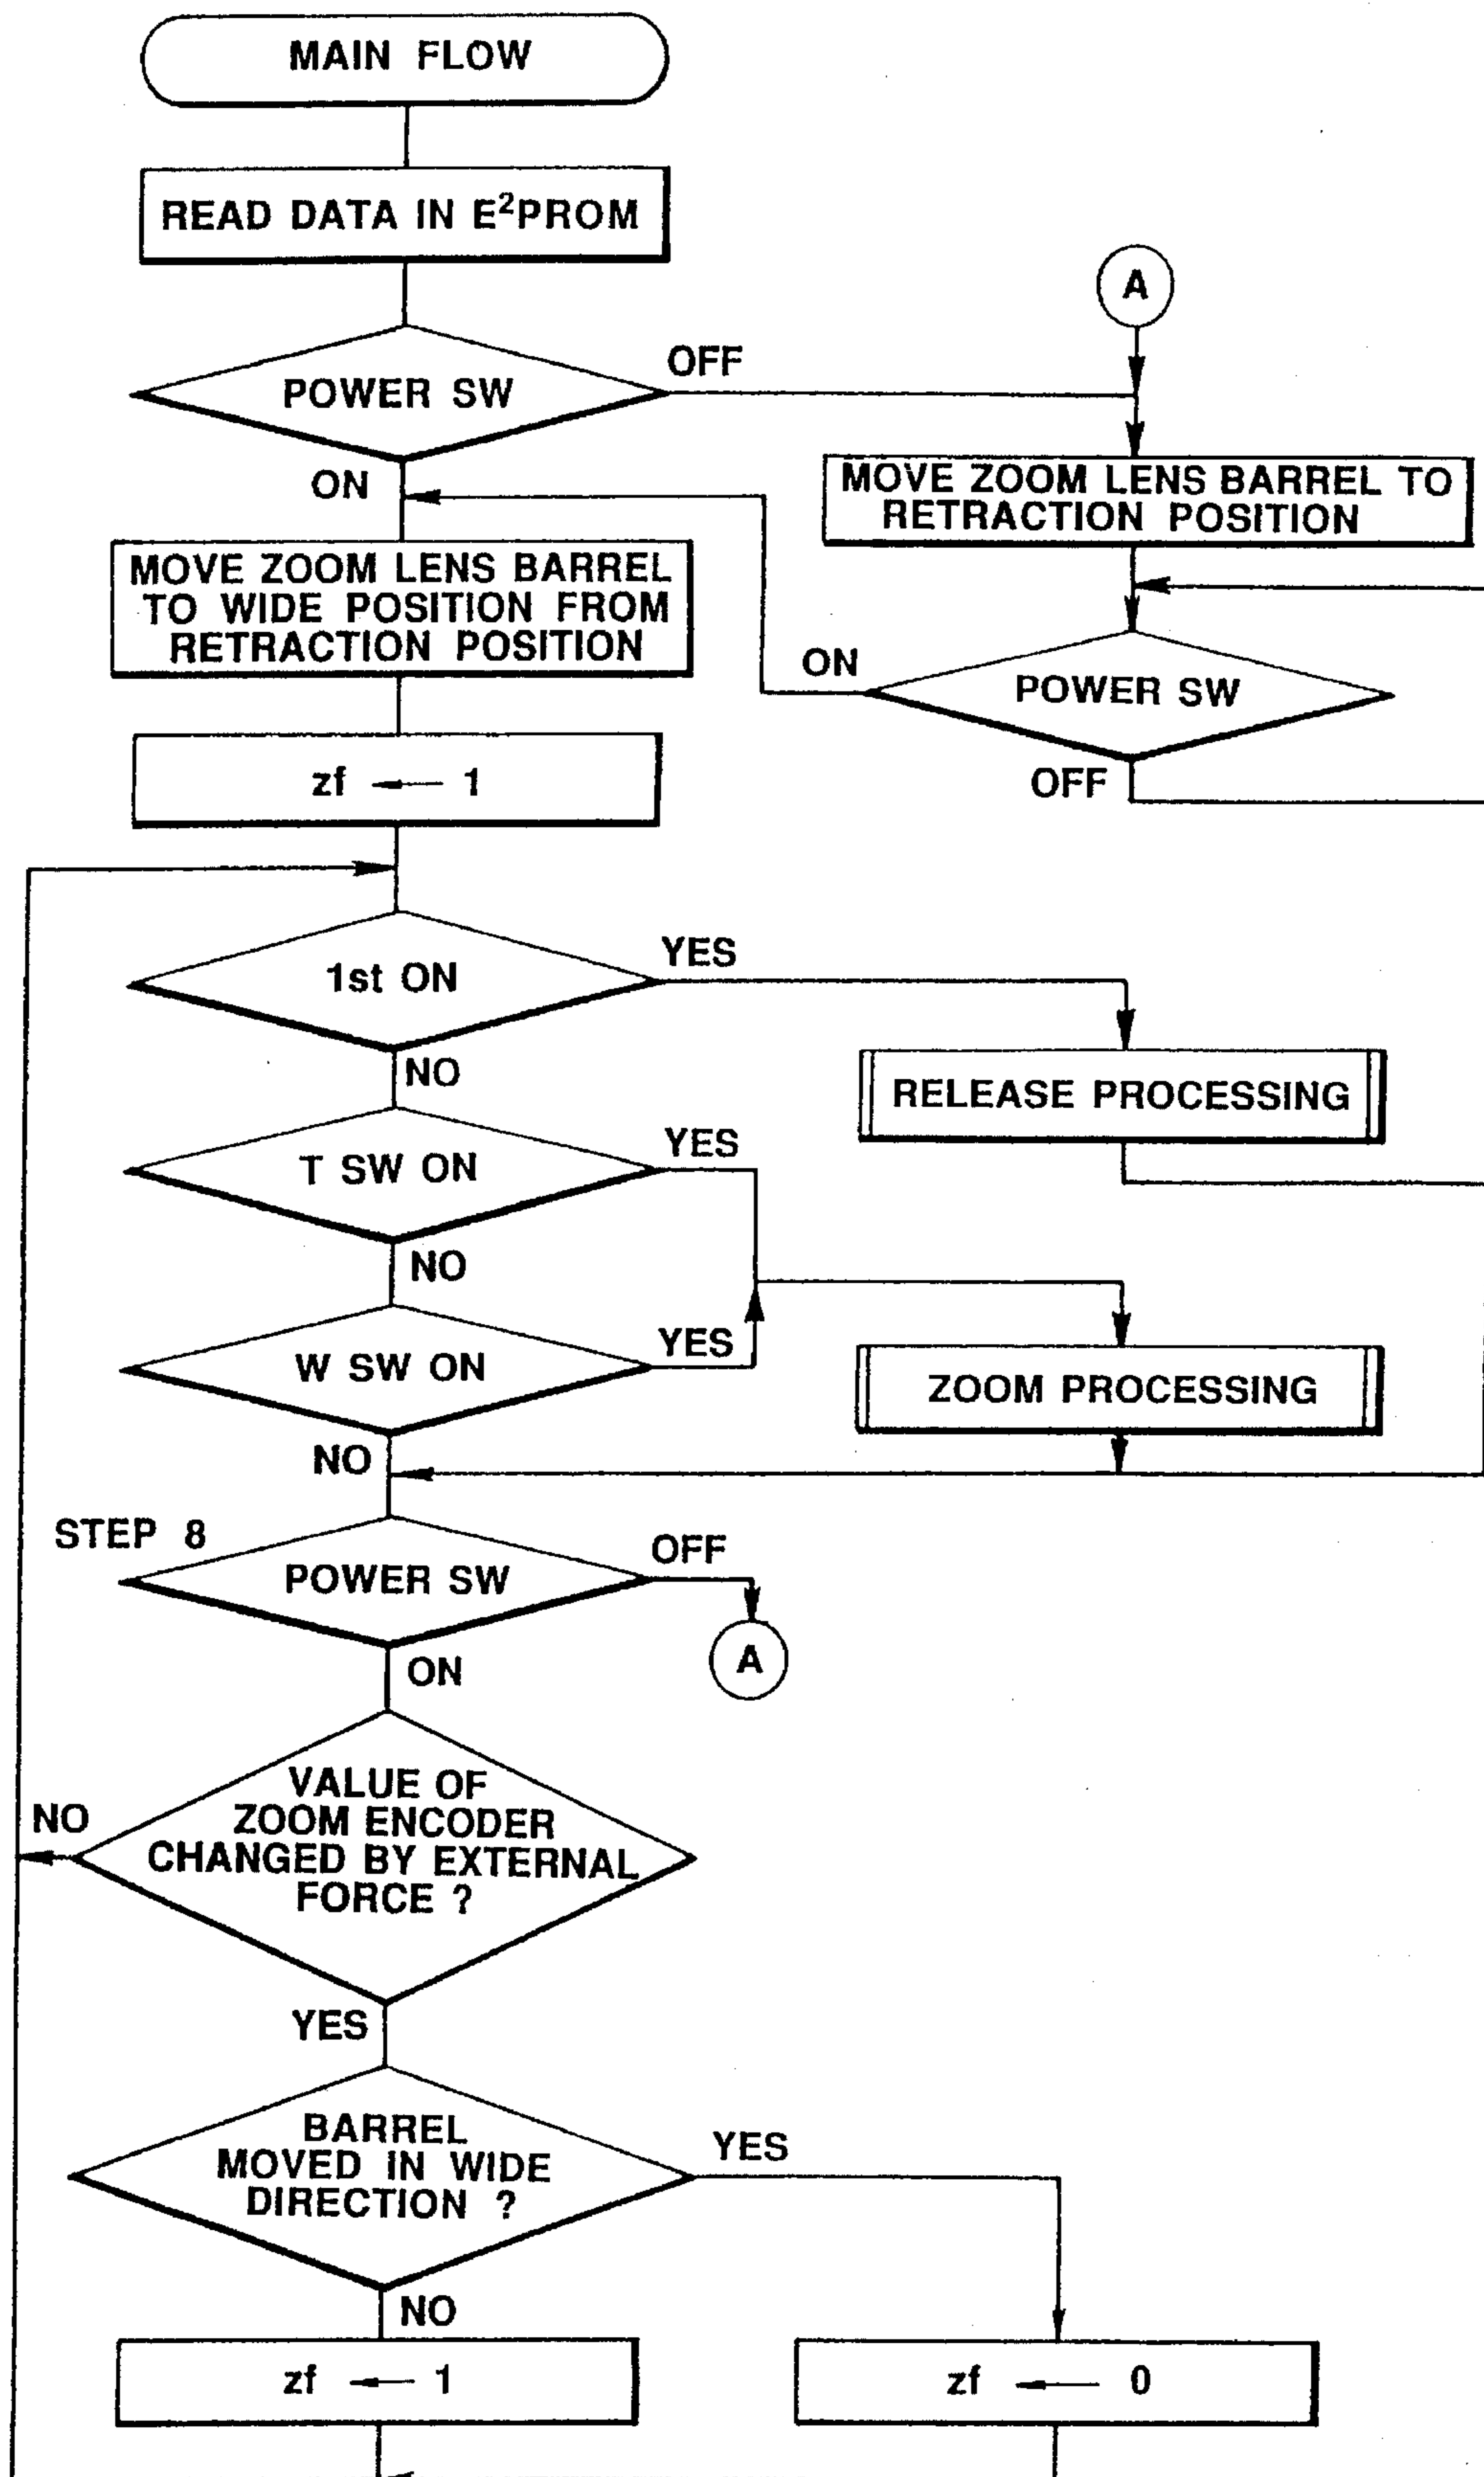 MAIN FLOW
READ DATA IN E²PROM
A
POWER SW
OFF
ON
MOVE ZOOM LENS BARREL TO
RETRACTION POSITION
MOVE ZOOM LENS BARREL
TO WIDE POSITION FROM
RETRACTION POSITION
ON
POWER SW
OFF
zf ← 1
1st ON
YES
NO
RELEASE PROCESSING
T SW ON
YES
NO
W SW ON
YES
ZOOM PROCESSING
NO
STEP 8
POWER SW
OFF
A
ON
VALUE OF
ZOOM ENCODER
CHANGED BY EXTERNAL
FORCE ?
NO
YES
BARREL
MOVED IN WIDE
DIRECTION ?
YES
NO
zf ← 1
zf ← 0